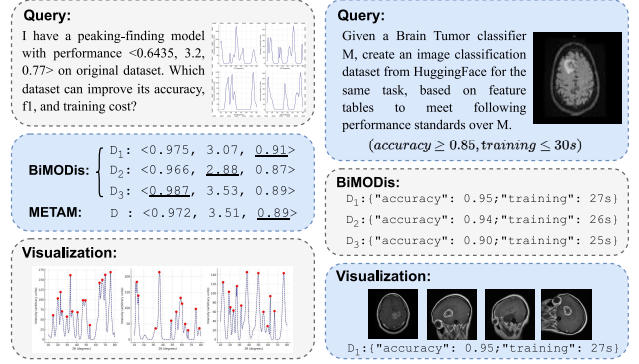 Query:
I have a peaking-finding model
with performance <0.6435, 3.2,
0.77> on original dataset. Which
dataset can improve its accuracy,
f1, and training cost?
BiMODis:
D1: <0.975, 3.07, 0.91>
D2: <0.966, 2.88, 0.87>
D3: <0.987, 3.53, 0.89>
METAM: D : <0.972, 3.51, 0.89>
Visualization:
Query:
Given a Brain Tumor classifier
M, create an image classification
dataset from HuggingFace for the
same task, based on feature
tables to meet following
performance standards over M.
(accuracy ≥ 0.85, training ≤ 30s)
BiMODis:
D1:{"accuracy": 0.95;"training": 27s}
D2:{"accuracy": 0.94;"training": 26s}
D3:{"accuracy": 0.90;"training": 25s}
Visualization:
D1:{"accuracy": 0.95;"training": 27s}